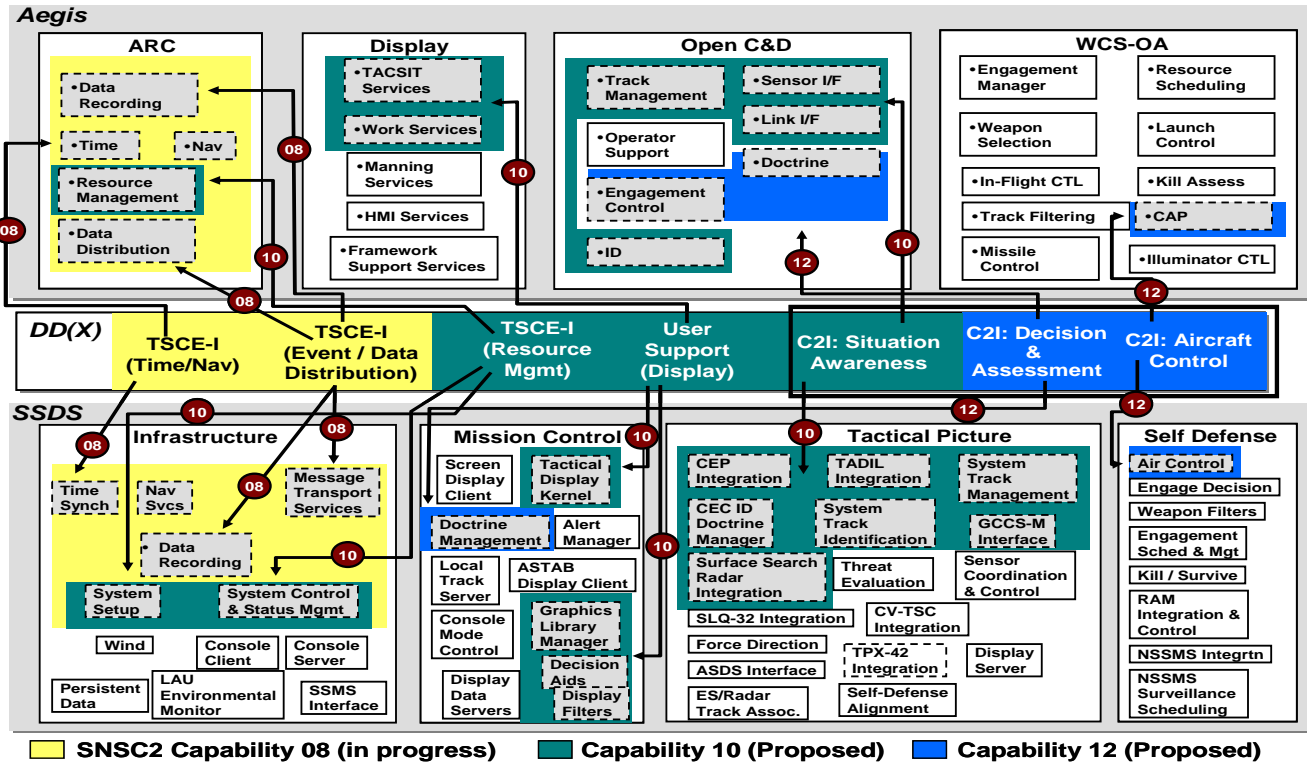 Aegis
ARC
•Data
Recording
•Time
•Nav
•Resource
Management
•Data
Distribution
Display
•TACSIT
Services
•Work Services
•Manning
Services
•HMI Services
•Framework
Support Services
Open C&D
•Track
Management
•Operator
Support
•Engagement
Control
•ID
•Sensor I/F
•Link I/F
•Doctrine
WCS-OA
•Engagement
Manager
•Resource
Scheduling
•Weapon
Selection
•Launch
Control
•In-Flight CTL
•Kill Assess
•Track Filtering
•CAP
•Missile
Control
•Illuminator CTL
08
08
10
08
10
12
10
12
DD(X)
TSCE-I
(Time/Nav)
TSCE-I
(Event / Data
Distribution)
TSCE-I
(Resource
Mgmt)
User
Support
(Display)
C2I: Situation
Awareness
C2I: Decision
&
Assessment
C2I: Aircraft
Control
SSDS
10
08
08
08
10
10
10
12
10
12
Infrastructure
Time
Synch
Nav
Svcs
Message
Transport
Services
• Data
Recording
System
Setup
System Control
& Status Mgmt
Wind
Console
Client
Console
Server
Persistent
Data
LAU
Environmental
Monitor
SSMS
Interface
Mission Control
Screen
Display
Client
Tactical
Display
Kernel
Doctrine
Management
Alert
Manager
Local
Track
Server
ASTAB
Display Client
Console
Mode
Control
Graphics
Library
Manager
Decision
Aids
Display
Filters
Display
Data
Servers
Tactical Picture
CEP
Integration
TADIL
Integration
System
Track
Management
CEC ID
Doctrine
Manager
System
Track
Identification
GCCS-M
Interface
Surface Search
Radar
Integration
Threat
Evaluation
Sensor
Coordination
& Control
SLQ-32 Integration
CV-TSC
Integration
Force Direction
TPX-42
Integration
Display
Server
ASDS Interface
ES/Radar
Track Assoc.
Self-Defense
Alignment
Self Defense
Air Control
Engage Decision
Weapon Filters
Engagement
Sched & Mgt
Kill / Survive
RAM
Integration &
Control
NSSMS Integrtn
NSSMS
Surveillance
Scheduling
SNSC2 Capability 08 (in progress)
Capability 10 (Proposed)
Capability 12 (Proposed)